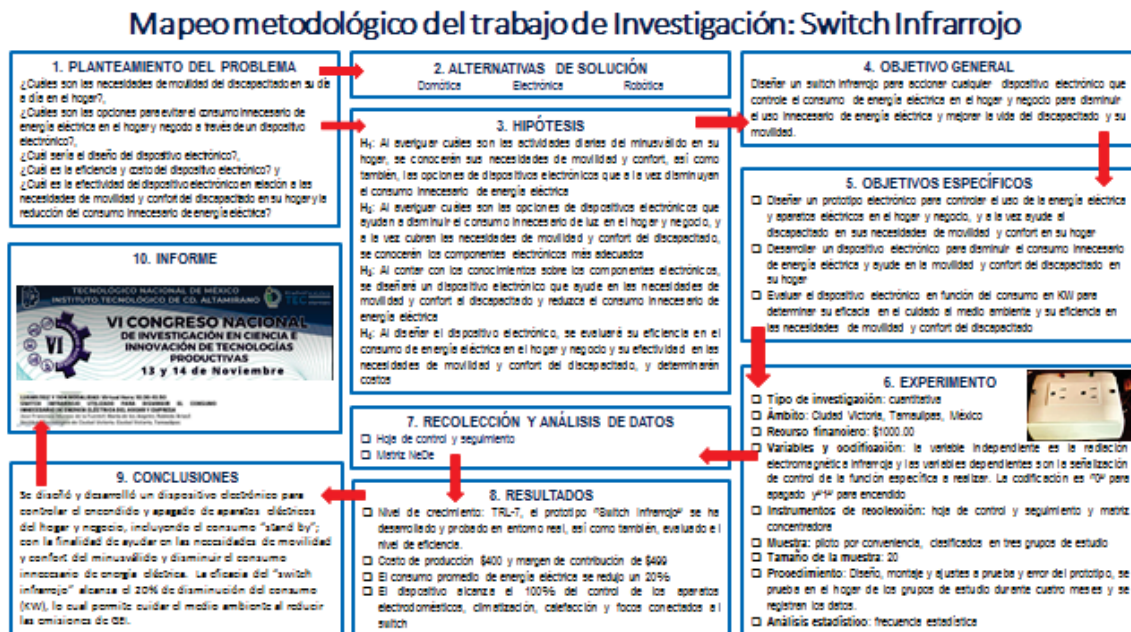 Mapeo metodológico del trabajo de Investigación: Switch Infrarrojo
1. PLANTEAMIENTO DEL PROBLEMA
¿Cuáles son las necesidades de movilidad del discapacitado en su día
a día en el hogar?,
¿Cuáles son las opciones para evitar el consumo innecesario de
energía eléctrica en el hogar y negocio a través de un dispositivo
electrónico?,
¿Cuál sería el diseño del dispositivo electrónico?,
¿Cuál es la eficiencia y costo del dispositivo electrónico? y
¿Cuál es la efectividad del dispositivo electrónico en relación a las
necesidades de movilidad y confort del discapacitado en su hogar y la
reducción del consumo innecesario de energía eléctrica?
2. ALTERNATIVAS DE SOLUCIÓN
Domótica Electrónica Robótica
3. HIPÓTESIS
H₁: Al averiguar cuáles son las actividades diarias del minusválido en su
hogar, se conocerán sus necesidades de movilidad y confort, así como
también, las opciones de dispositivos electrónicos que a la vez disminuyan
el consumo innecesario de energía eléctrica
H₂: Al averiguar cuáles son las opciones de dispositivos electrónicos que
ayudan a disminuir el consumo innecesario de luz en el hogar y negocio, y
a la vez cubran las necesidades de movilidad y confort del discapacitado,
se conocerán los componentes electrónicos más adecuados
H₃: Al contar con los conocimientos sobre los componentes electrónicos,
se diseñará un dispositivo electrónico que ayude en las necesidades de
movilidad y confort al discapacitado y reduzca el consumo innecesario de
energía eléctrica
H₄: Al diseñar el dispositivo electrónico, se evaluará su eficiencia en el
consumo de energía eléctrica en el hogar y negocio y su efectividad en las
necesidades de movilidad y confort del discapacitado, y determinarán
costos
4. OBJETIVO GENERAL
Diseñar un switch infrarrojo para accionar cualquier dispositivo electrónico que
controle el consumo de energía eléctrica en el hogar y negocio para disminuir
el uso innecesario de energía eléctrica y mejorar la vida del discapacitado y su
movilidad.
5. OBJETIVOS ESPECÍFICOS
❑ Diseñar un prototipo electrónico para controlar el uso de la energía eléctrica
y aparatos eléctricos en el hogar y negocio, y a la vez ayude al
discapacitado en sus necesidades de movilidad y confort en su hogar
❑ Desarrollar un dispositivo electrónico para disminuir el consumo innecesario
de energía eléctrica y ayude en la movilidad y confort del discapacitado en
su hogar
❑ Evaluar el dispositivo electrónico en función del consumo en KW para
determinar su eficacia en el cuidado al medio ambiente y su eficiencia en
las necesidades de movilidad y confort del discapacitado
6. EXPERIMENTO
❑ Tipo de investigación: cuantitativa
❑ Ámbito: Ciudad Victoria, Tamaulipas, México
❑ Recurso financiero: $1000.00
❑ Variables y codificación: la variable independiente es la radiación
electromagnética infrarroja y las variables dependientes son la señalización
de control de la función específica a realizar. La codificación es "0" para
apagado y"1" para encendido
❑ Instrumentos de recolección: hoja de control y seguimiento y matriz
concentradora
❑ Muestra: piloto por conveniencia, clasificados en tres grupos de estudio
❑ Tamaño de la muestra: 20
❑ Procedimiento: Diseño, montaje y ajustes a prueba y error del prototipo, se
prueba en el hogar de los grupos de estudio durante cuatro meses y se
registran los datos.
❑ Análisis estadístico: frecuencia estadística
7. RECOLECCIÓN Y ANÁLISIS DE DATOS
❑ Hoja de control y seguimiento
❑ Matriz NeDe
8. RESULTADOS
❑ Nivel de crecimiento: TRL-7, el prototipo "Switch Infrarrojo" se ha
desarrollado y probado en entorno real, así como también, evaluado el
nivel de eficiencia.
❑ Costo de producción $400 y margen de contribución de $499
❑ El consumo promedio de energía eléctrica se redujo un 20%
❑ El dispositivo alcanza el 100% del control de los aparatos
electrodomésticos, climatización, calefacción y focos conectados al
switch
9. CONCLUSIONES
Se diseñó y desarrolló un dispositivo electrónico para
controlar el encendido y apagado de aparatos eléctricos
del hogar y negocio, incluyendo el consumo "stand by";
con la finalidad de ayudar en las necesidades de movilidad
y confort del minusválido y disminuir el consumo
innecesario de energía eléctrica. La eficacia del "switch
infrarrojo" alcanza el 20% de disminución del consumo
(KW), lo cual permite cuidar el medio ambiente al reducir
las emisiones de GEI.
10. INFORME
TECNOLÓGICO NACIONAL DE MÉXICO
INSTITUTO TECNOLÓGICO DE CD. ALTAMIRANO
TEC
VI
VI CONGRESO NACIONAL
DE INVESTIGACIÓN EN CIENCIA E
INNOVACIÓN DE TECNOLOGÍAS
PRODUCTIVAS
13 y 14 de Noviembre
SWITCH INFRARROJO UTILIZADO PARA DISMINUIR EL CONSUMO
INNECESARIO DE ENERGÍA ELÉCTRICA DEL HOGAR Y EMPRESA